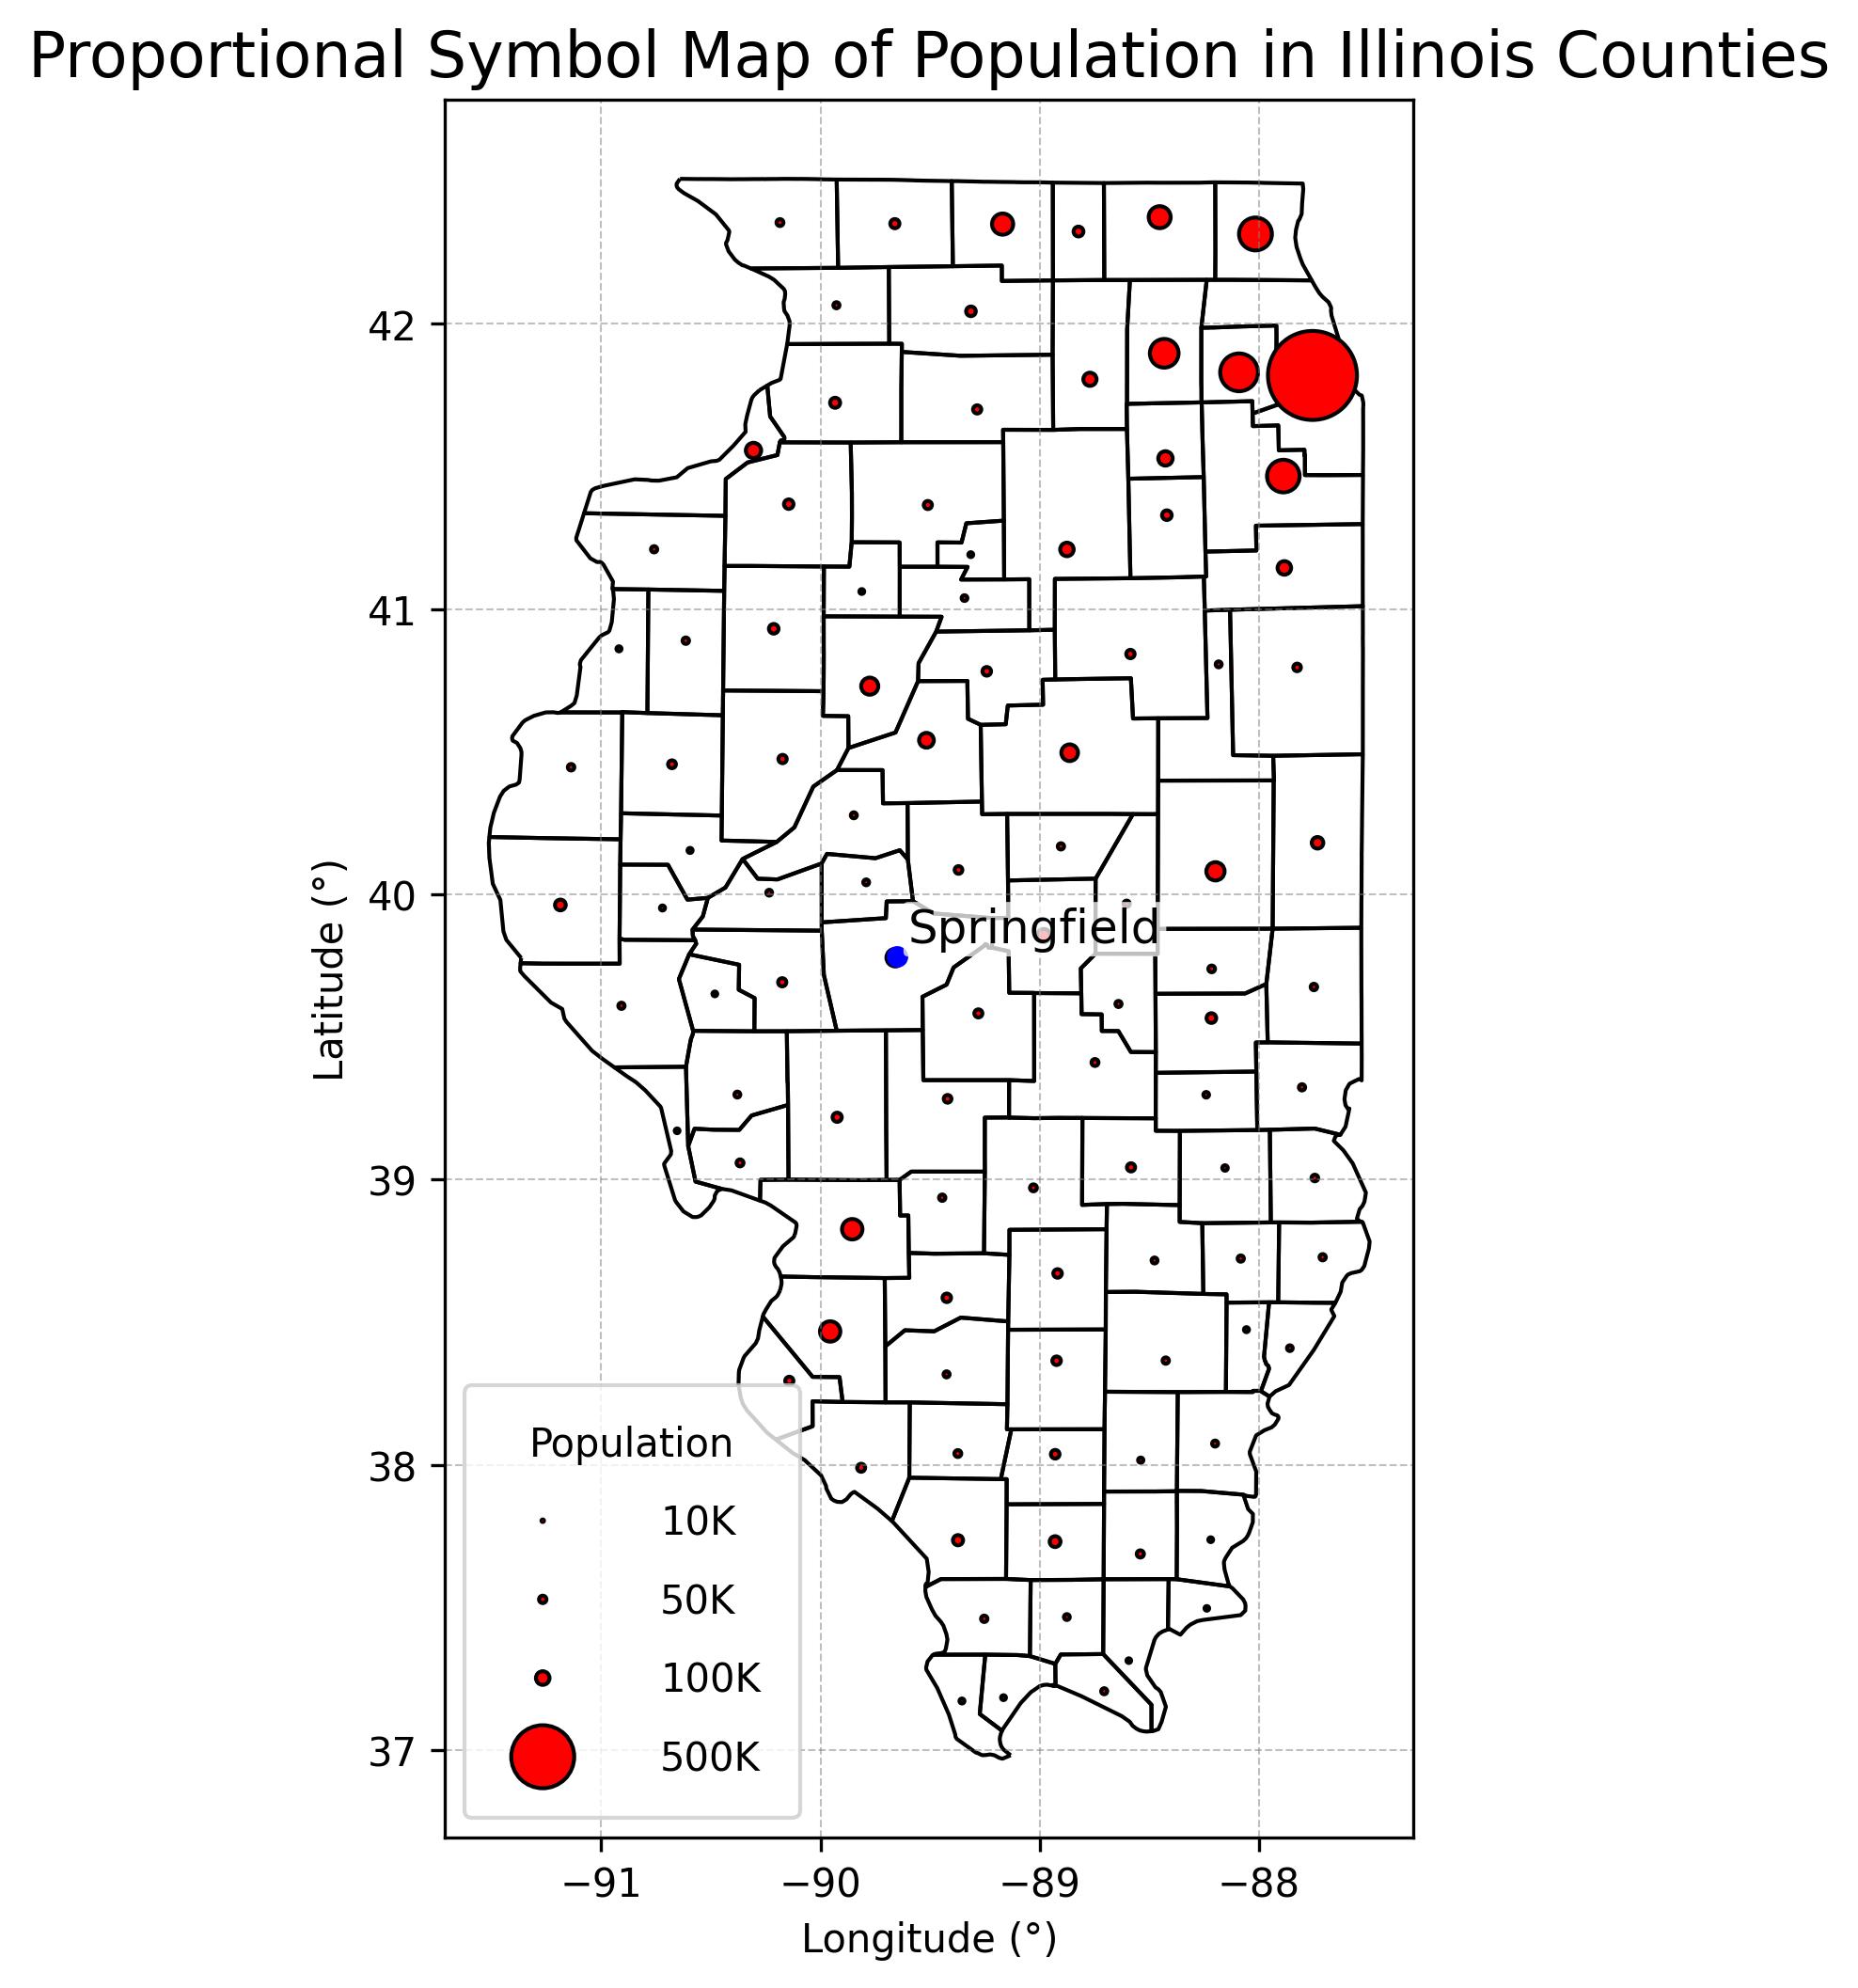 Proportional Symbol Map of Population in Illinois Counties
42
41
40
39
38
37
Latitude (°)
Springfield
Population
10K
50K
100K
500K
−91
−90
−89
−88
Longitude (°)